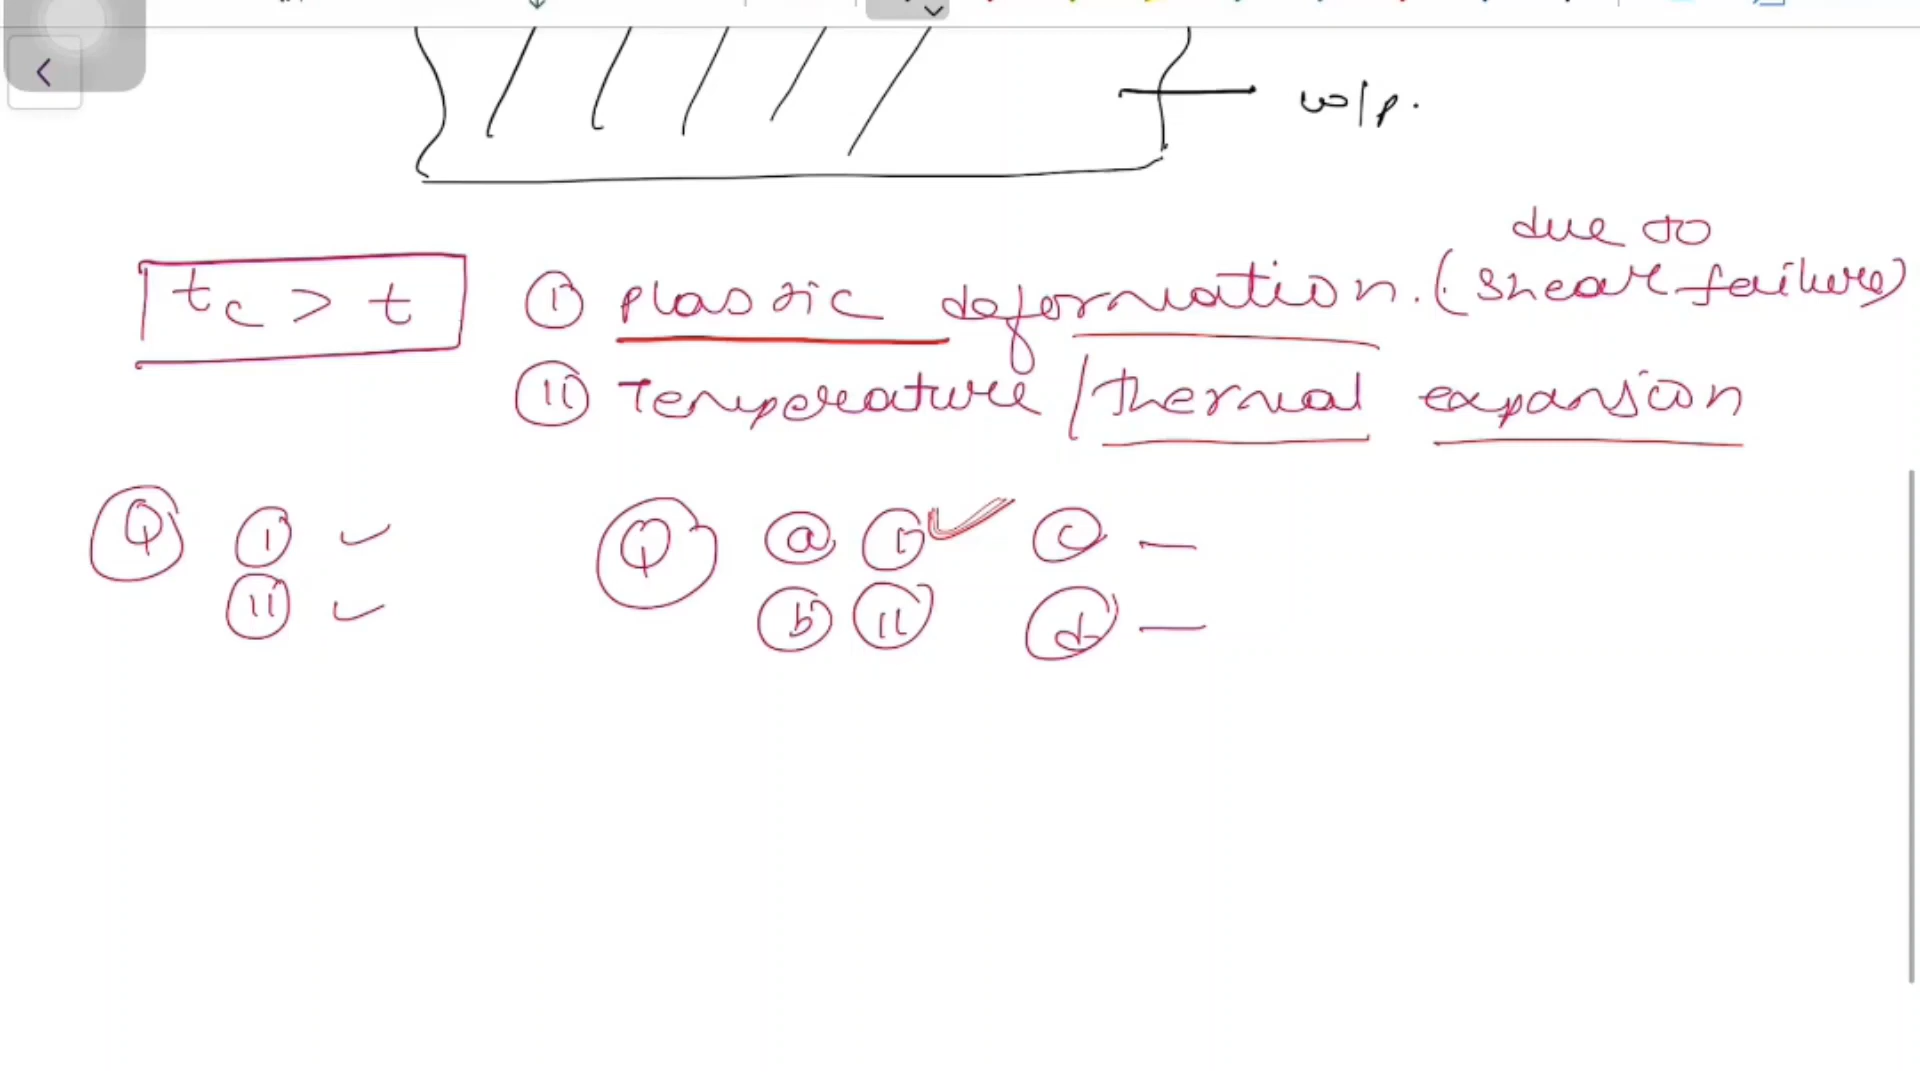 w/p.
due to
tc > t (i) plastic deformation. (shear failure)
(ii) Temperature / thermal expansion
Q (i) ✓ Q (a) (i) ✓ (c) —
(ii) ✓ (b) (ii) (d) —